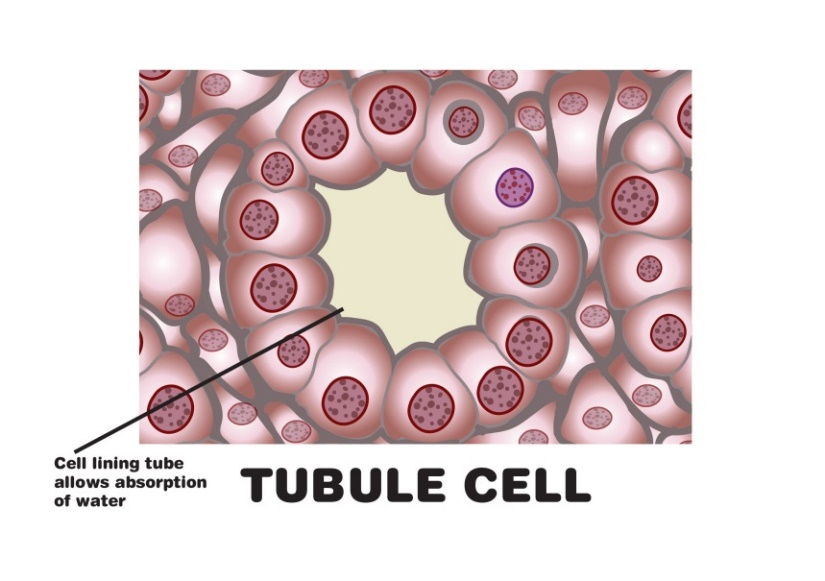 Cell lining tube
allows absorption
of water
TUBULE CELL